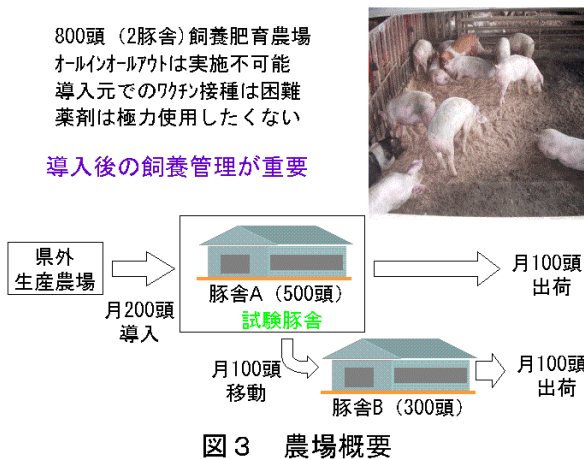 800頭（2豚舎）飼養肥育農場
ｵｰﾙｲﾝｵｰﾙｱｳﾄは実施不可能
導入元でのﾜｸﾁﾝ接種は困難
薬剤は極力使用したくない
導入後の飼養管理が重要
県外
生産農場
月200頭
導入
豚舎A（500頭）
試験豚舎
月100頭
出荷
月100頭
移動
豚舎B（300頭）
月100頭
出荷
図３　農場概要